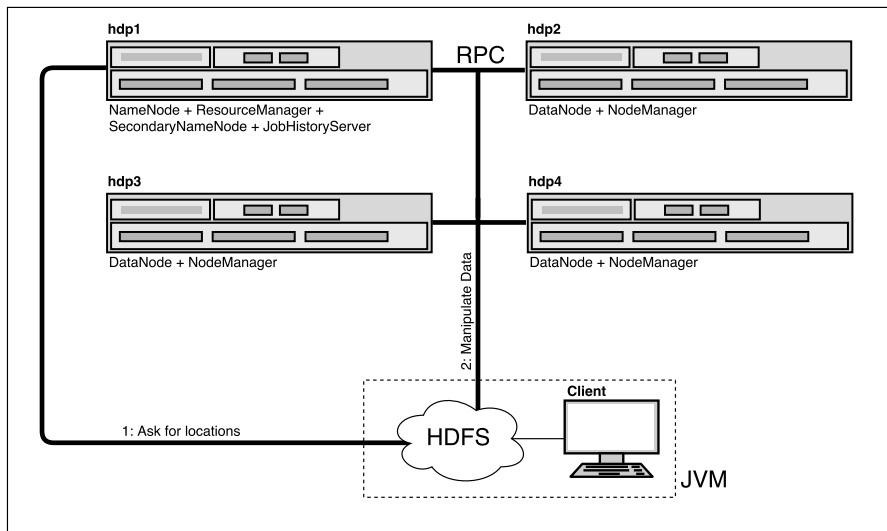 hdp1
RPC
hdp2
NameNode + ResourceManager +
SecondaryNameNode + JobHistoryServer
DataNode + NodeManager
hdp3
hdp4
DataNode + NodeManager
DataNode + NodeManager
2: Manipulate Data
Client
1: Ask for locations
HDFS
JVM